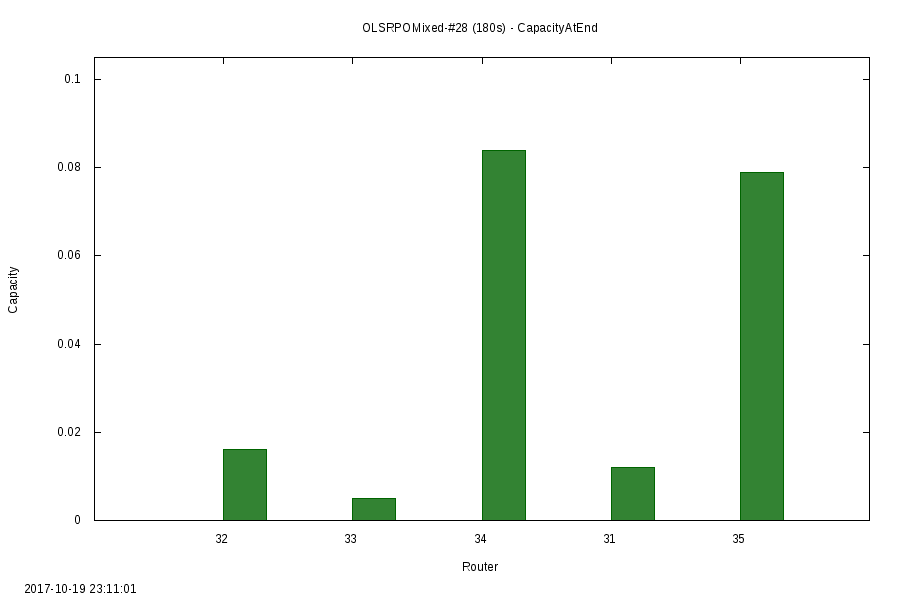 OLSRPOMixed-#28 (180s) - CapacityAtEnd
0.1
0.08
0.06
0.04
0.02
0
Capacity
32 33 34 31 35
Router
2017-10-19 23:11:01